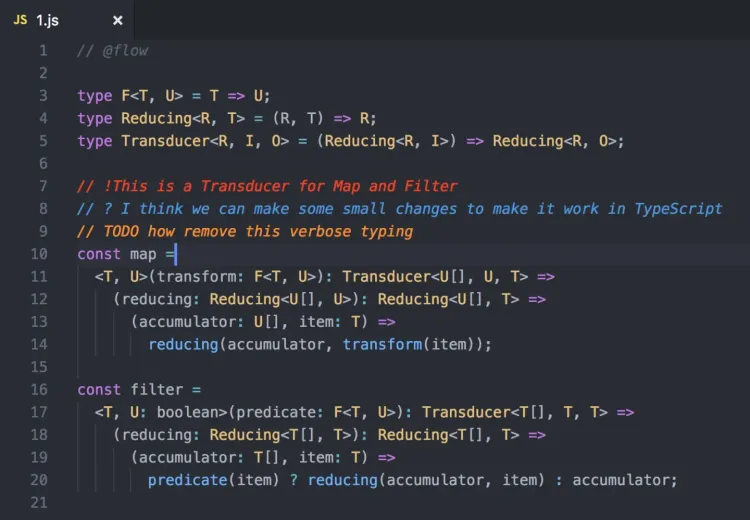 JS 1.js ×
1 // @flow
2
3 type F<T, U> = T => U;
4 type Reducing<R, T> = (R, T) => R;
5 type Transducer<R, I, O> = (Reducing<R, I>) => Reducing<R, O>;
6
7 // !This is a Transducer for Map and Filter
8 // ? I think we can make some small changes to make it work in TypeScript
9 // TODO how remove this verbose typing
10 const map =
11   <T, U>(transform: F<T, U>): Transducer<U[], U, T> =>
12     (reducing: Reducing<U[], U>): Reducing<U[], T> =>
13       (accumulator: U[], item: T) =>
14         reducing(accumulator, transform(item));
15
16 const filter =
17   <T, U: boolean>(predicate: F<T, U>): Transducer<T[], T, T> =>
18     (reducing: Reducing<T[], T>): Reducing<T[], T> =>
19       (accumulator: T[], item: T) =>
20         predicate(item) ? reducing(accumulator, item) : accumulator;
21